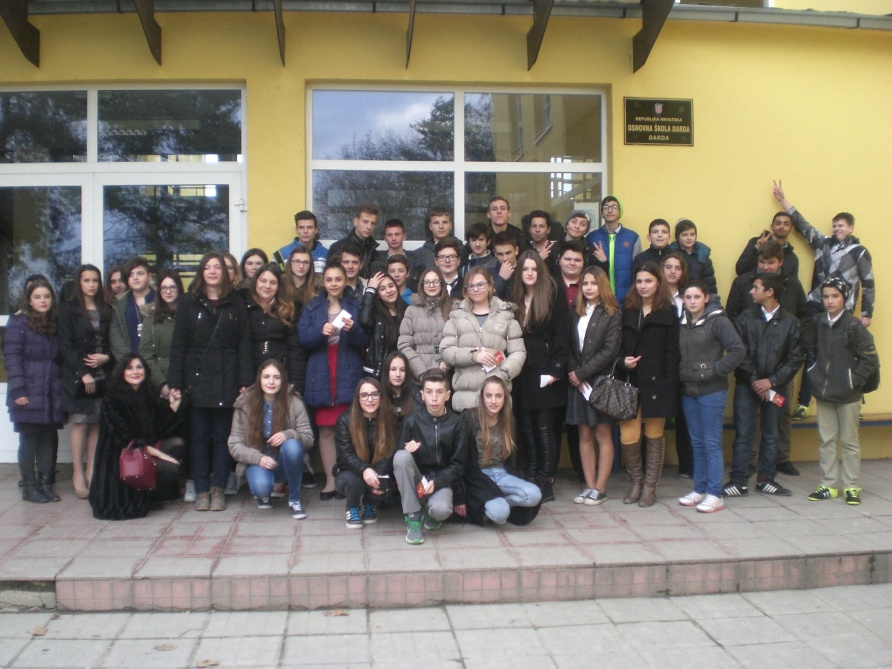 REPUBLIKA HRVATSKA
OSNOVNA ŠKOLA DARDA
DARDA